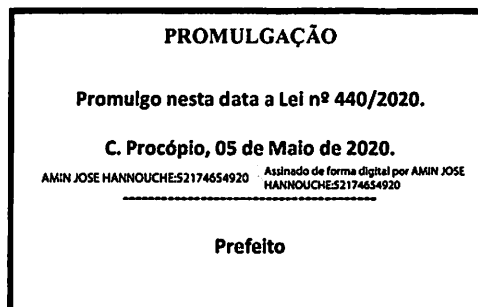 PROMULGAÇÃO
Promulgo nesta data a Lei nº 440/2020.
C. Procópio, 05 de Maio de 2020.
AMIN JOSE HANNOUCHE:52174654920 Assinado de forma digital por AMIN JOSE
HANNOUCHE:52174654920
Prefeito